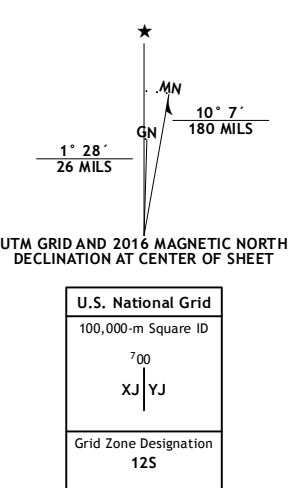 ★
MN
GN
10° 7´
180 MILS
1° 28´
26 MILS
UTM GRID AND 2016 MAGNETIC NORTH
DECLINATION AT CENTER OF SHEET
U.S. National Grid
100,000-m Square ID
⁷00
XJ YJ
Grid Zone Designation
12S